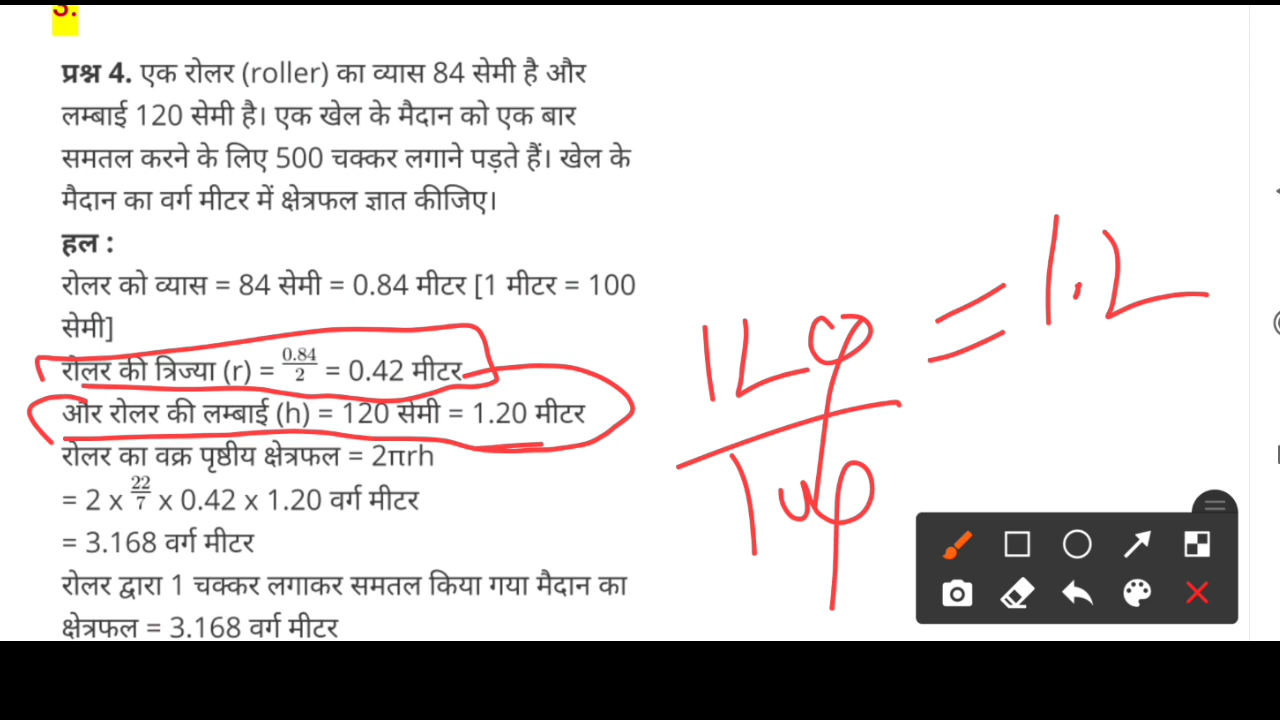 3.
प्रश्न 4. एक रोलर (roller) का व्यास 84 सेमी है और
लम्बाई 120 सेमी है। एक खेल के मैदान को एक बार
समतल करने के लिए 500 चक्कर लगाने पड़ते हैं। खेल के
मैदान का वर्ग मीटर में क्षेत्रफल ज्ञात कीजिए।
हल :
रोलर को व्यास = 84 सेमी = 0.84 मीटर [1 मीटर = 100
सेमी]
रोलर की त्रिज्या (r) = 0.84/2 = 0.42 मीटर
और रोलर की लम्बाई (h) = 120 सेमी = 1.20 मीटर
रोलर का वक्र पृष्ठीय क्षेत्रफल = 2πrh
= 2 x 22/7 x 0.42 x 1.20 वर्ग मीटर
= 3.168 वर्ग मीटर
रोलर द्वारा 1 चक्कर लगाकर समतल किया गया मैदान का
क्षेत्रफल = 3.168 वर्ग मीटर
120/100 = 1.2